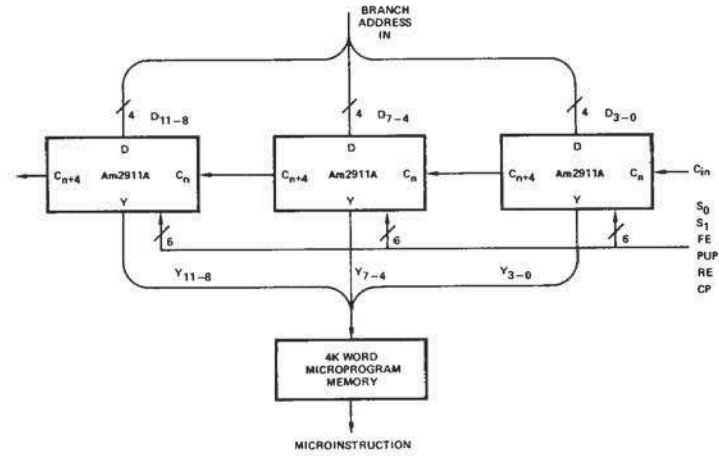 BRANCH
ADDRESS
IN
4 D11–8
4 D7–4
4 D3–0
D
D
D
Cn+4 Am2911A Cn
Cn+4 Am2911A Cn
Cn+4 Am2911A Cn
Cin
Y
Y
Y
S0
S1
6
6
6
FE
PUP
RE
CP
Y11–8
Y7–4
Y3–0
4K WORD
MICROPROGRAM
MEMORY
MICROINSTRUCTION